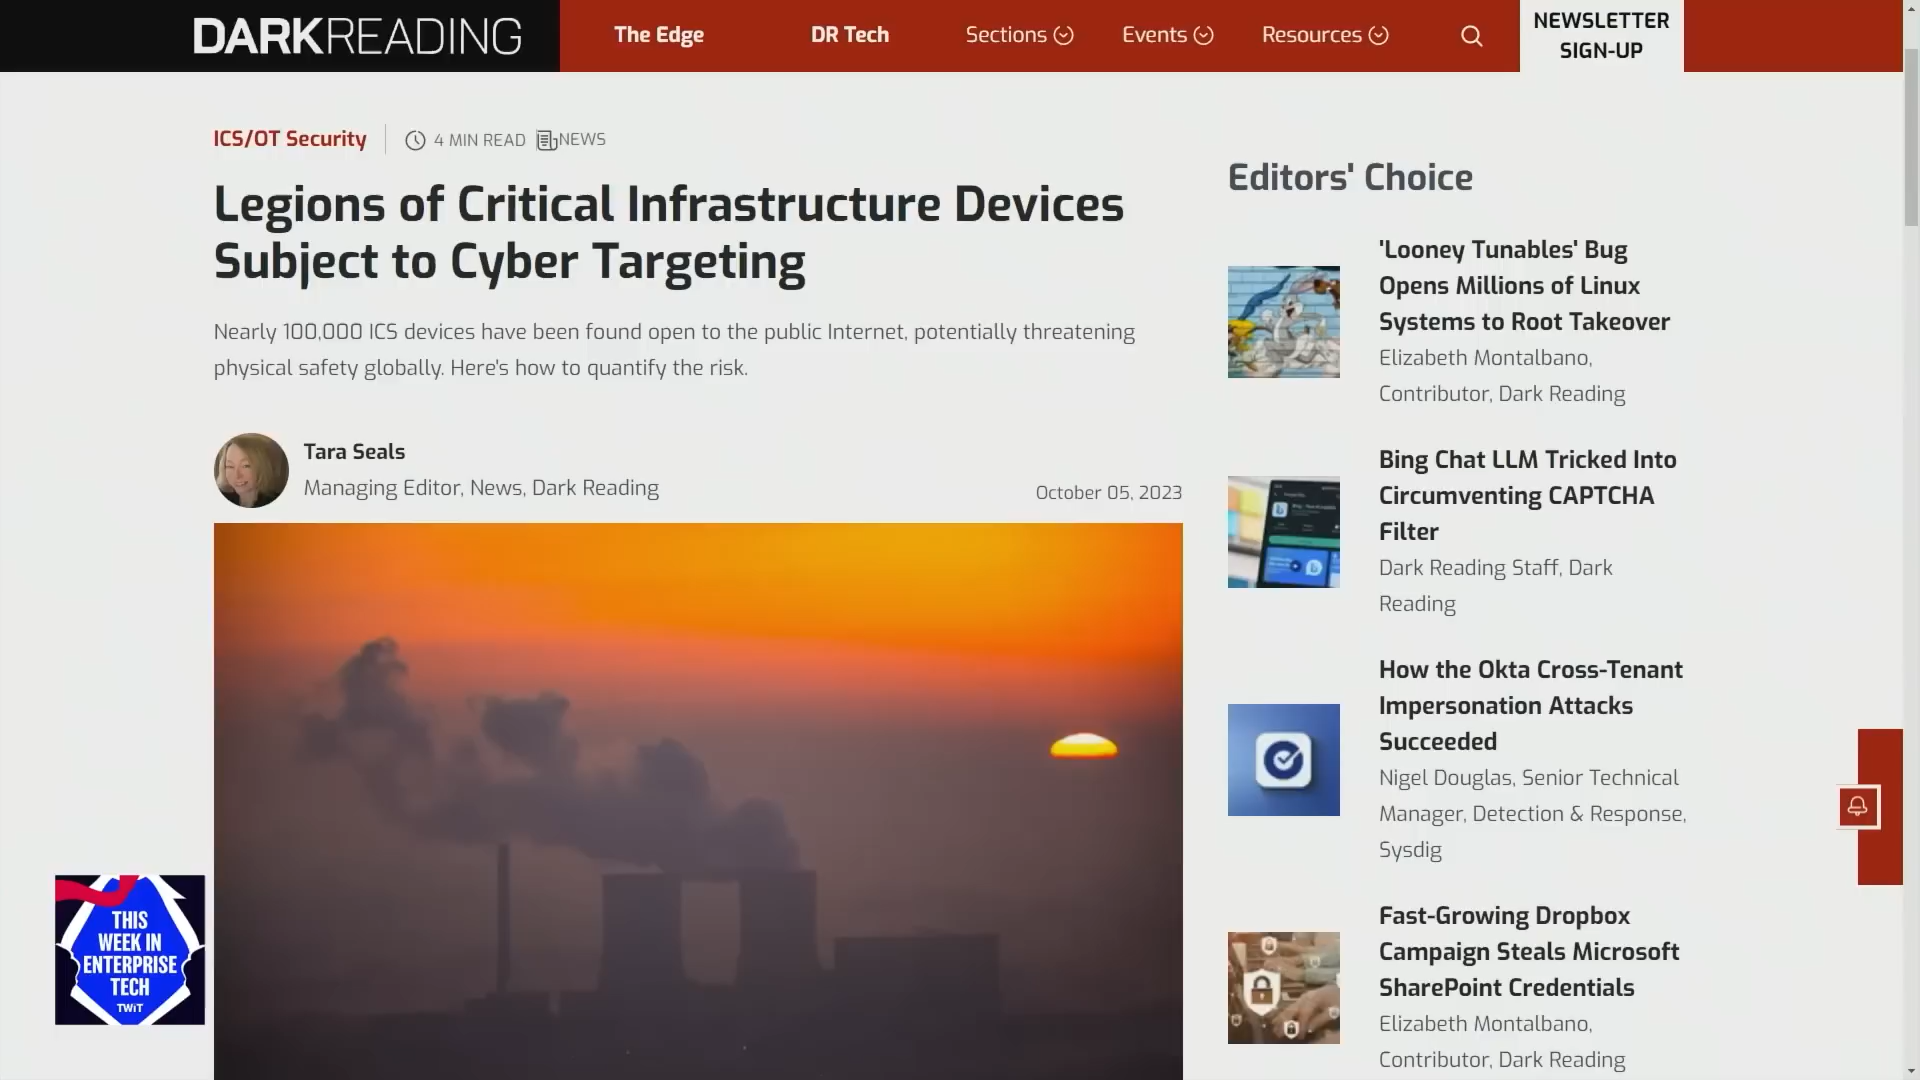 DARKREADING
The Edge
DR Tech
Sections
Events
Resources
NEWSLETTER
SIGN-UP
ICS/OT Security
4 MIN READ
NEWS
Legions of Critical Infrastructure Devices
Subject to Cyber Targeting
Nearly 100,000 ICS devices have been found open to the public Internet, potentially threatening
physical safety globally. Here's how to quantify the risk.
Tara Seals
Managing Editor, News, Dark Reading
October 05, 2023
Editors' Choice
'Looney Tunables' Bug
Opens Millions of Linux
Systems to Root Takeover
Elizabeth Montalbano,
Contributor, Dark Reading
Bing Chat LLM Tricked Into
Circumventing CAPTCHA
Filter
Dark Reading Staff, Dark
Reading
How the Okta Cross-Tenant
Impersonation Attacks
Succeeded
Nigel Douglas, Senior Technical
Manager, Detection & Response,
Sysdig
Fast-Growing Dropbox
Campaign Steals Microsoft
SharePoint Credentials
Elizabeth Montalbano,
Contributor, Dark Reading
THIS
WEEK IN
ENTERPRISE
TECH
TWiT